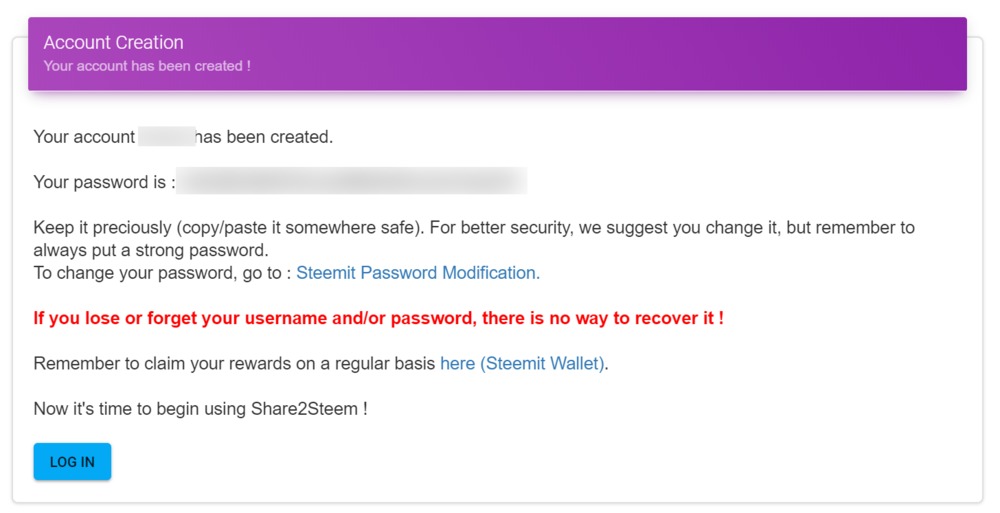 Account Creation
Your account has been created !
Your account has been created.
Your password is :
Keep it preciously (copy/paste it somewhere safe). For better security, we suggest you change it, but remember to
always put a strong password.
To change your password, go to : Steemit Password Modification.
If you lose or forget your username and/or password, there is no way to recover it !
Remember to claim your rewards on a regular basis here (Steemit Wallet).
Now it's time to begin using Share2Steem !
LOG IN